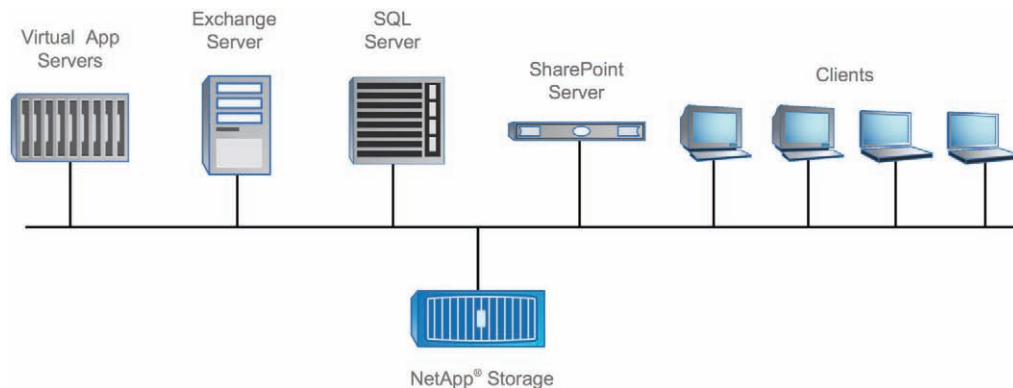 Virtual App
Servers
Exchange
Server
SQL
Server
SharePoint
Server
Clients
NetApp® Storage